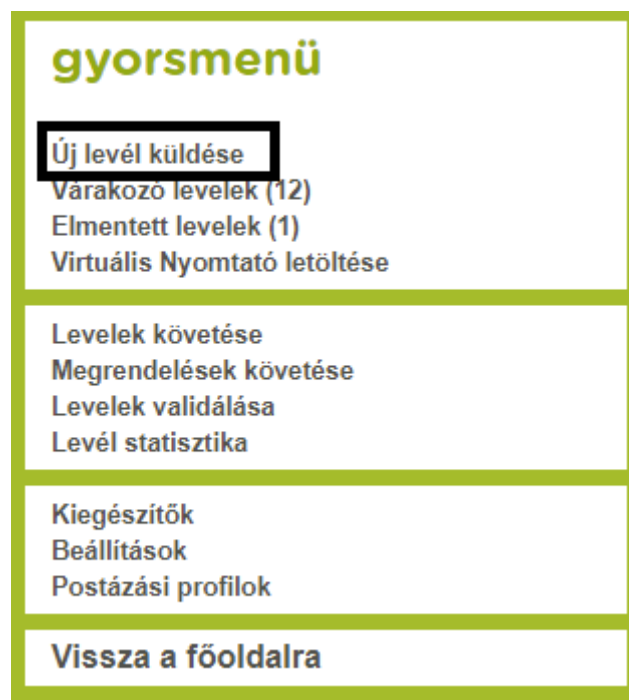 gyorsmenü
Új levél küldése
Várakozó levelek (12)
Elmentett levelek (1)
Virtuális Nyomtató letöltése
Levelek követése
Megrendelések követése
Levelek validálása
Levél statisztika
Kiegészítők
Beállítások
Postázási profilok
Vissza a főoldalra